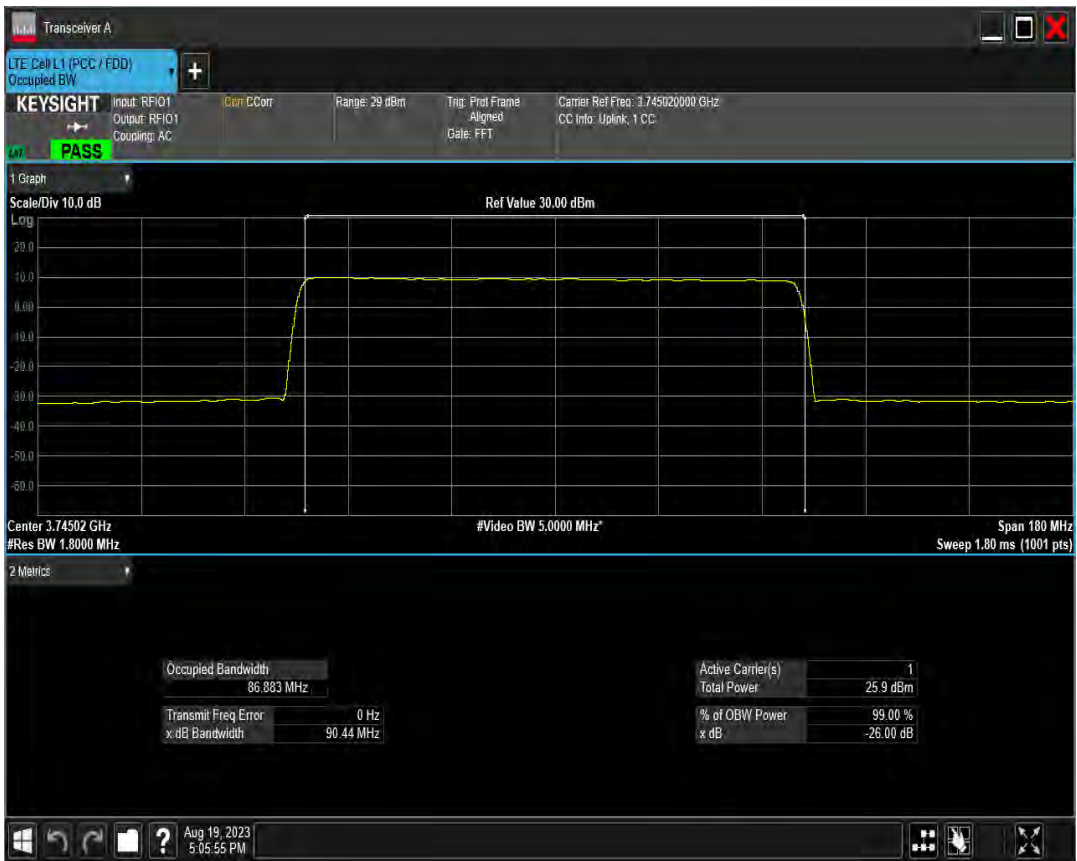 Transceiver A
LTE Cell L1 (PCC / FDD)
Occupied BW
+
KEYSIGHT
Input: RFIO1
Output: RFIO1
Coupling: AC
Corr CCorr
Range: 29 dBm
Trig: Prot Frame
Aligned
Gate: FFT
Carrier Ref Freq: 3.745020000 GHz
CC Info: Uplink, 1 CC
PASS
1 Graph
Scale/Div 10.0 dB
Ref Value 30.00 dBm
Log
20.0
10.0
0.00
-10.0
-20.0
-30.0
-40.0
-50.0
-60.0
Center 3.74502 GHz
#Video BW 5.0000 MHz*
Span 180 MHz
#Res BW 1.8000 MHz
Sweep 1.80 ms (1001 pts)
2 Metrics
Occupied Bandwidth
86.883 MHz
Transmit Freq Error 0 Hz
x dB Bandwidth 90.44 MHz
Active Carrier(s) 1
Total Power 25.9 dBm
% of OBW Power 99.00 %
x dB -26.00 dB
?
Aug 19, 2023
5:05:55 PM